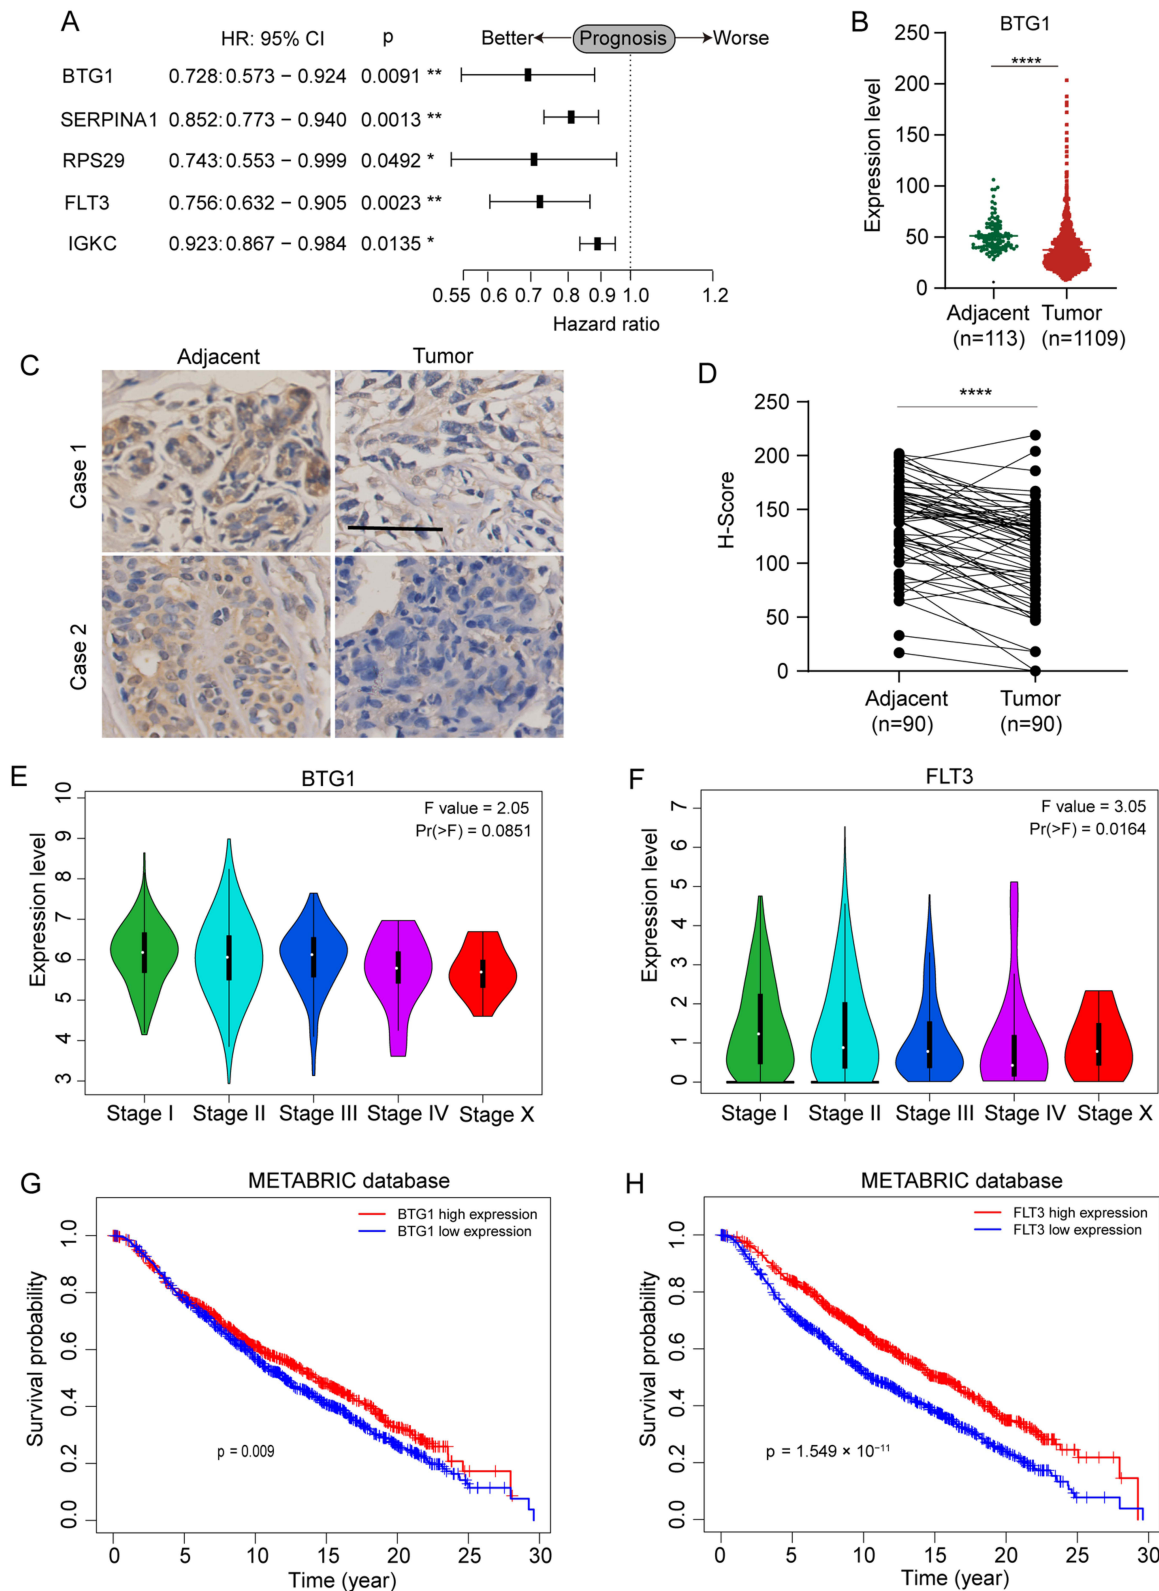 A
HR: 95% CI p
Better Prognosis Worse
BTG1 0.728: 0.573 – 0.924 0.0091 **
SERPINA1 0.852: 0.773 – 0.940 0.0013 **
RPS29 0.743: 0.553 – 0.999 0.0492 *
FLT3 0.756: 0.632 – 0.905 0.0023 **
IGKC 0.923: 0.867 – 0.984 0.0135 *
0.55 0.6 0.7 0.8 0.9 1.0 1.2
Hazard ratio
B
BTG1
****
Expression level
250
200
150
100
50
0
Adjacent Tumor
(n=113) (n=1109)
C
Adjacent Tumor
Case 1
Case 2
D
****
H-Score
250
200
150
100
50
0
Adjacent Tumor
(n=90) (n=90)
E
BTG1
F value = 2.05
Pr(>F) = 0.0851
Expression level
10
9
8
7
6
5
4
3
Stage I Stage II Stage III Stage IV Stage X
F
FLT3
F value = 3.05
Pr(>F) = 0.0164
Expression level
7
6
5
4
3
2
1
0
Stage I Stage II Stage III Stage IV Stage X
G
METABRIC database
BTG1 high expression
BTG1 low expression
Survival probability
1.0
0.8
0.6
0.4
0.2
0.0
p = 0.009
0 5 10 15 20 25 30
Time (year)
H
METABRIC database
FLT3 high expression
FLT3 low expression
Survival probability
1.0
0.8
0.6
0.4
0.2
0.0
p = 1.549 × 10⁻¹¹
0 5 10 15 20 25 30
Time (year)